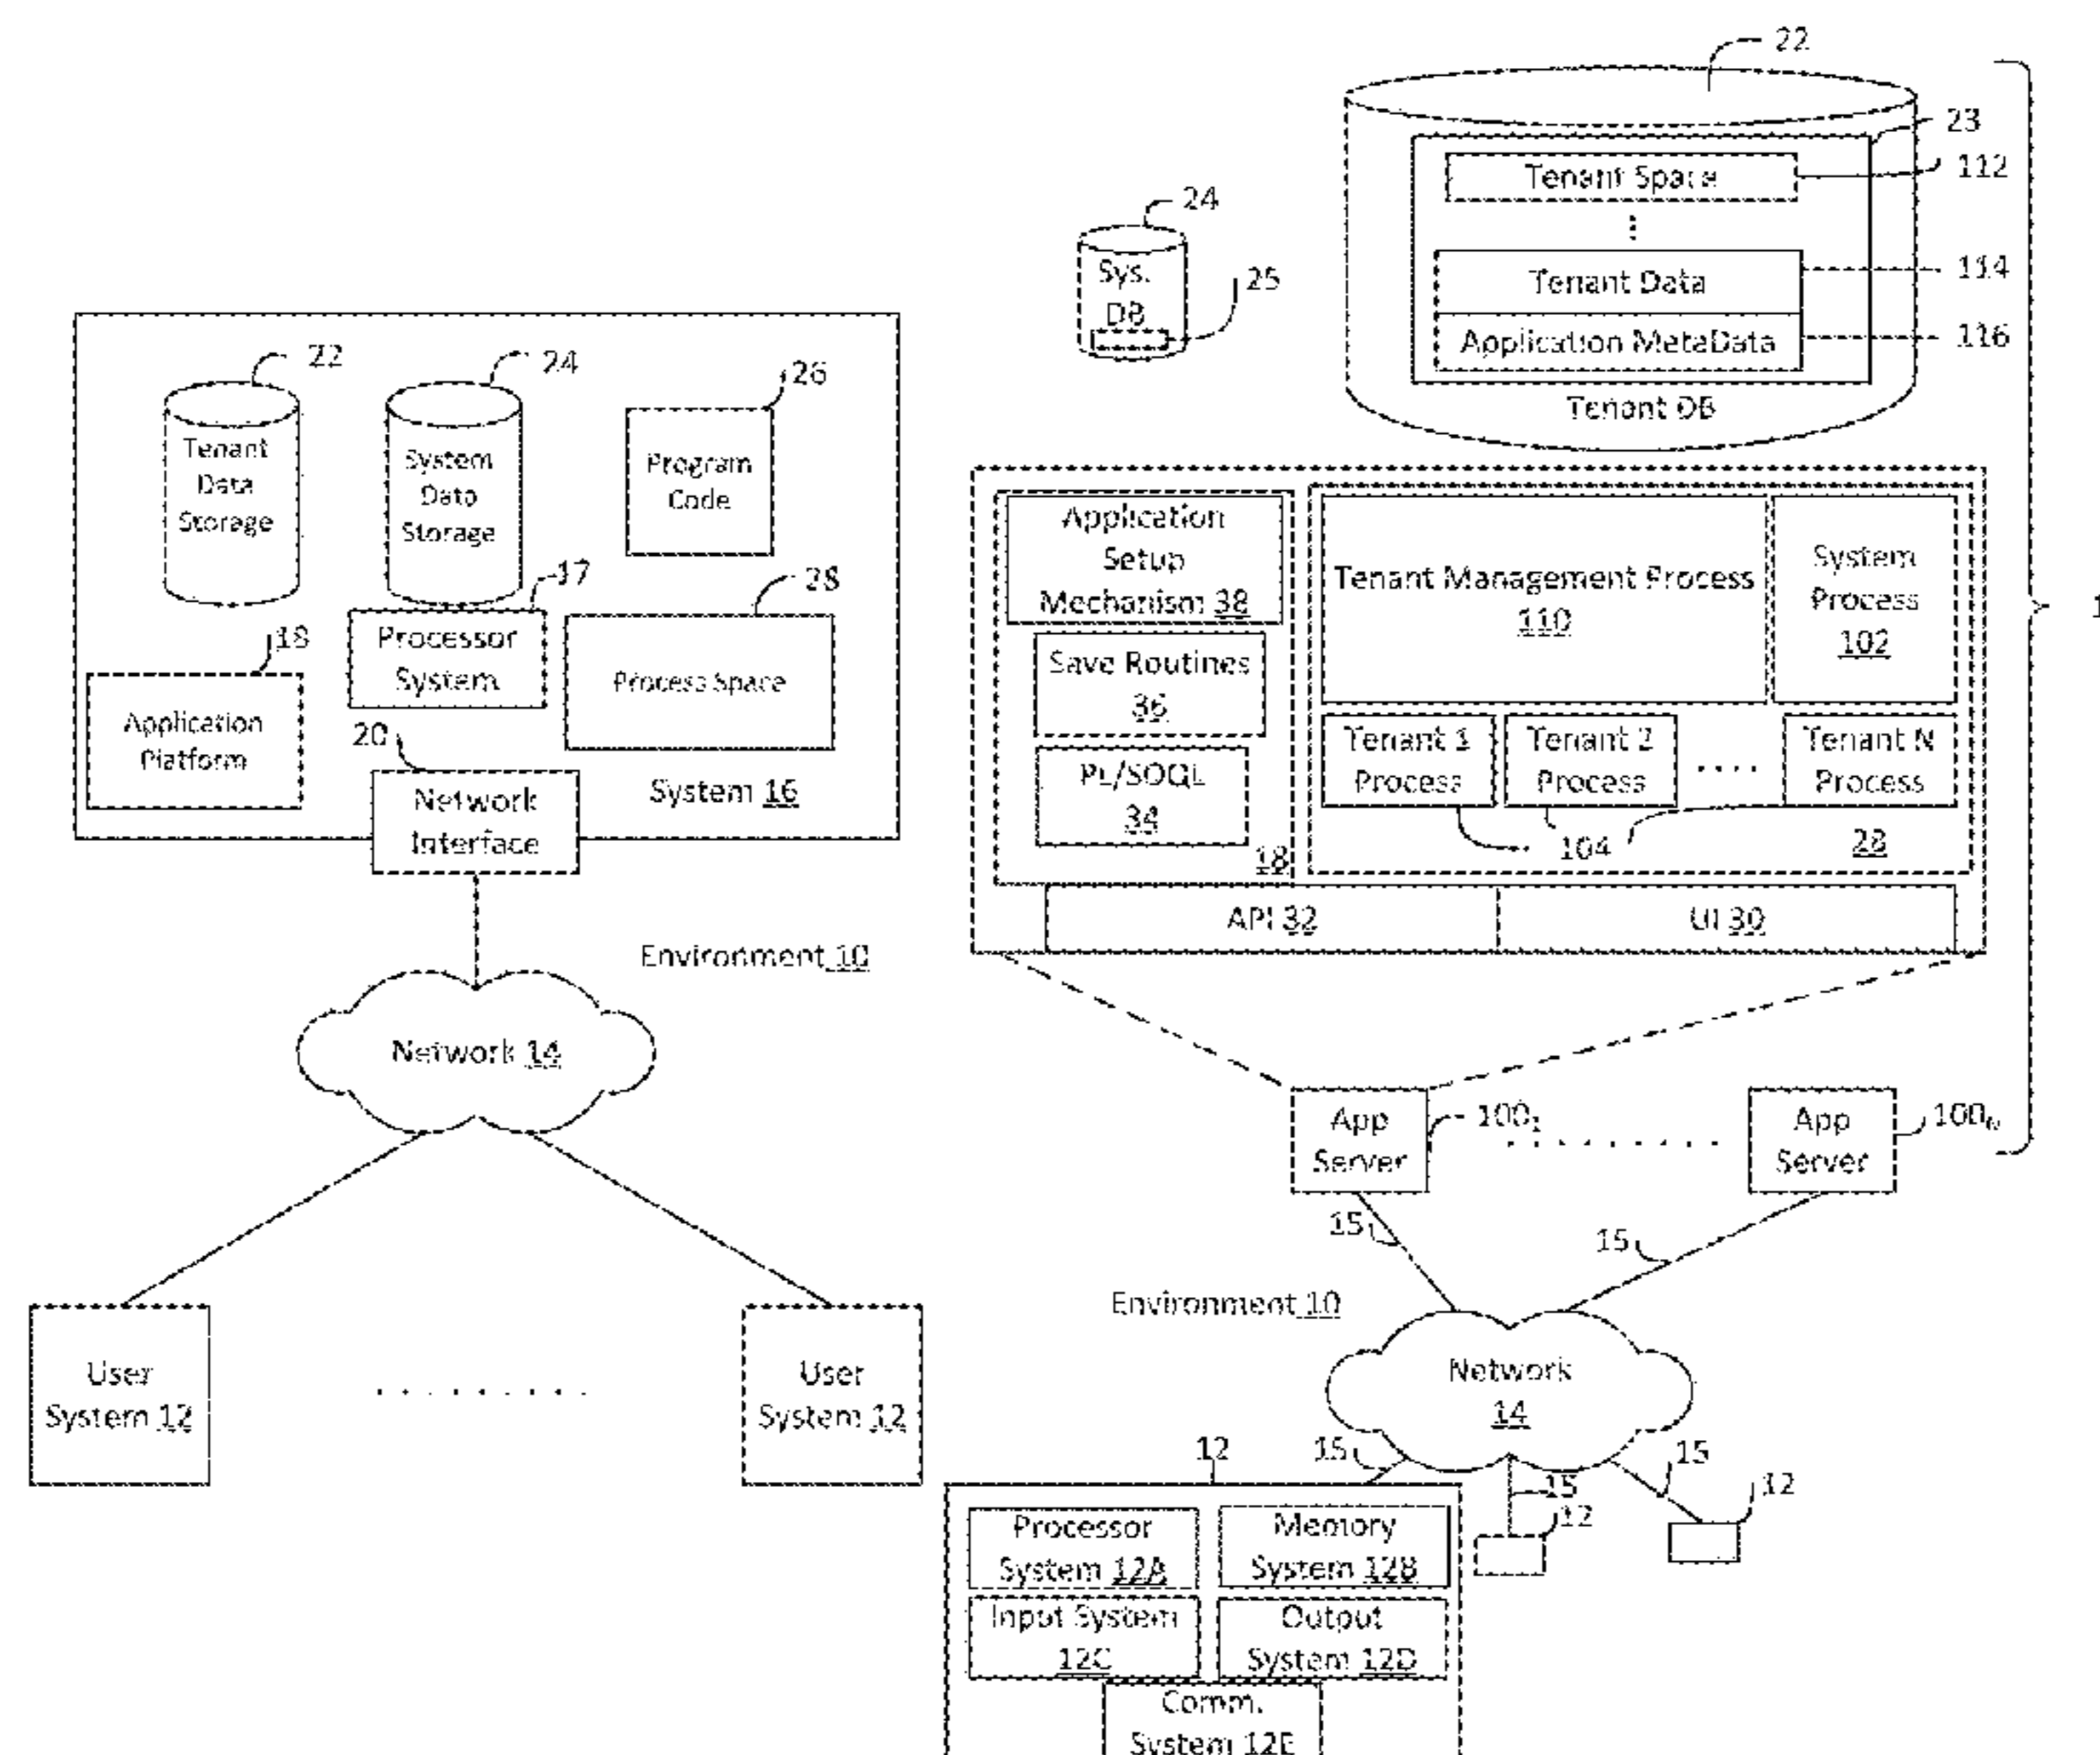 22
24
26
Tenant
Data
Storage
System
Data
Storage
Program
Code
17
28
18
Processor
System
Process Space
Application
Platform
20
Network
Interface
System 16
Environment 10
Network 14
User
System 12
. . . . . . . . .
User
System 12
22
23
Tenant Space
112
24
Sys.
DB
25
Tenant Data
114
Application MetaData
116
Tenant DB
Application
Setup
Mechanism 38
Tenant Management Process
110
System
Process
102
1
Save Routines
36
Tenant 1
Process
Tenant 2
Process
. . . .
Tenant N
Process
PL/SOQL
34
104
18
28
API 32
UI 30
App
Server
100₁
. . . . . . . . .
App
Server
100N
15
15
Environment 10
Network
14
12
15
15
15
12
12
Processor
System 12A
Memory
System 12B
Input System
12C
Output
System 12D
Comm.
System 12E